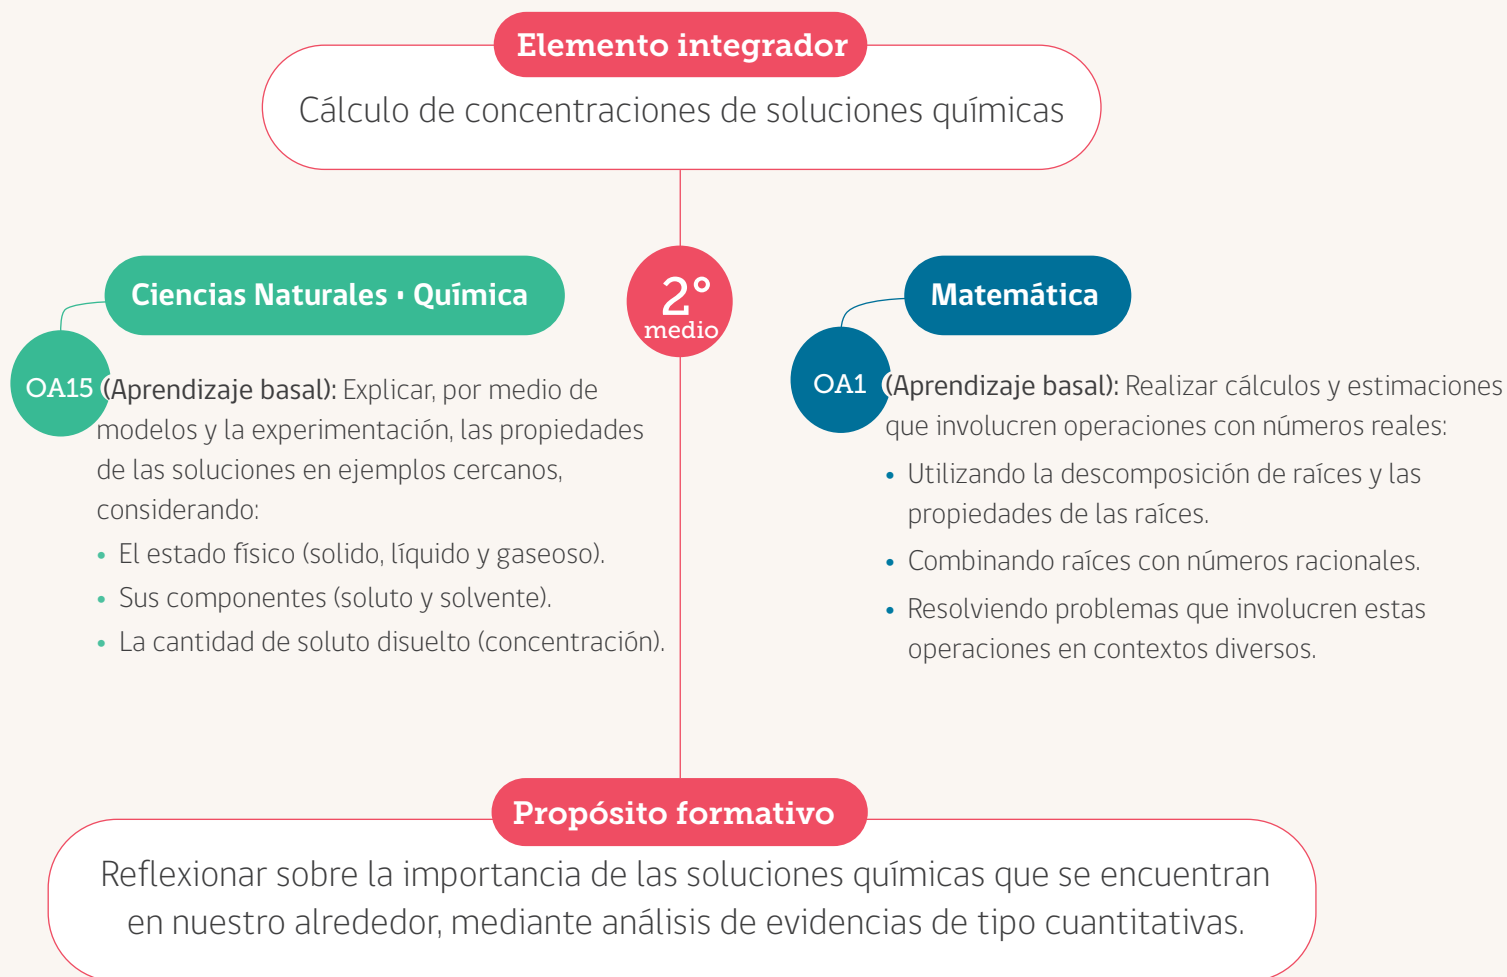 Elemento integrador
Cálculo de concentraciones de soluciones químicas
Ciencias Naturales · Química
OA15 (Aprendizaje basal): Explicar, por medio de
modelos y la experimentación, las propiedades
de las soluciones en ejemplos cercanos,
considerando:
• El estado físico (solido, líquido y gaseoso).
• Sus componentes (soluto y solvente).
• La cantidad de soluto disuelto (concentración).
2°
medio
Matemática
OA1 (Aprendizaje basal): Realizar cálculos y estimaciones
que involucren operaciones con números reales:
• Utilizando la descomposición de raíces y las
propiedades de las raíces.
• Combinando raíces con números racionales.
• Resolviendo problemas que involucren estas
operaciones en contextos diversos.
Propósito formativo
Reflexionar sobre la importancia de las soluciones químicas que se encuentran
en nuestro alrededor, mediante análisis de evidencias de tipo cuantitativas.